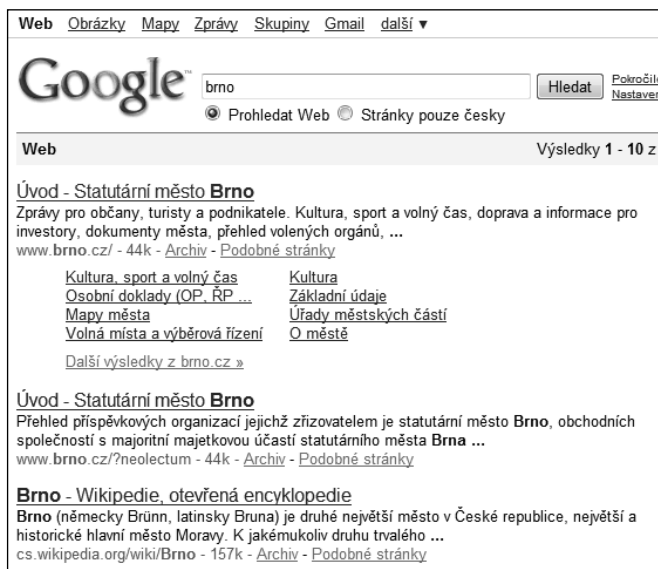 Web Obrázky Mapy Zprávy Skupiny Gmail další ▼
Google™
brno
Hledat
Prohledat Web Stránky pouze česky
Web Výsledky 1 - 10 z
Úvod - Statutární město Brno
Zprávy pro občany, turisty a podnikatele. Kultura, sport a volný čas, doprava a informace pro
investory, dokumenty města, přehled volených orgánů, ...
www.brno.cz/ - 44k - Archiv - Podobné stránky
Kultura, sport a volný čas Kultura
Osobní doklady (OP, ŘP ... Základní údaje
Mapy města Úřady městských částí
Volná místa a výběrová řízení O městě
Další výsledky z brno.cz »
Úvod - Statutární město Brno
Přehled příspěvkových organizací jejichž zřizovatelem je statutární město Brno, obchodních
společností s majoritní majetkovou účastí statutárního města Brna ...
www.brno.cz/?neolectum - 44k - Archiv - Podobné stránky
Brno - Wikipedie, otevřená encyklopedie
Brno (německy Brünn, latinsky Bruna) je druhé největší město v České republice, největší a
historické hlavní město Moravy. K jakémukoliv druhu trvalého ...
cs.wikipedia.org/wiki/Brno - 157k - Archiv - Podobné stránky